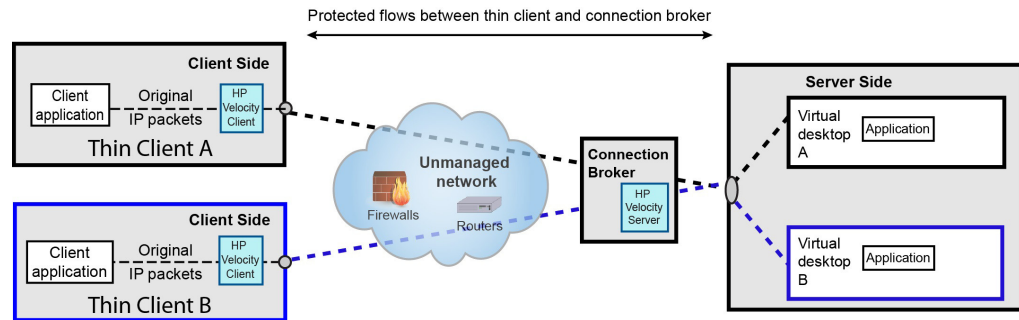 Protected flows between thin client and connection broker
Client Side
Client
application
Original
IP packets
HP
Velocity
Client
Thin Client A
Client Side
Client
application
Original
IP packets
HP
Velocity
Client
Thin Client B
Unmanaged
network
Firewalls
Routers
Connection
Broker
HP
Velocity
Server
Server Side
Virtual
desktop
A
Application
Virtual
desktop
B
Application